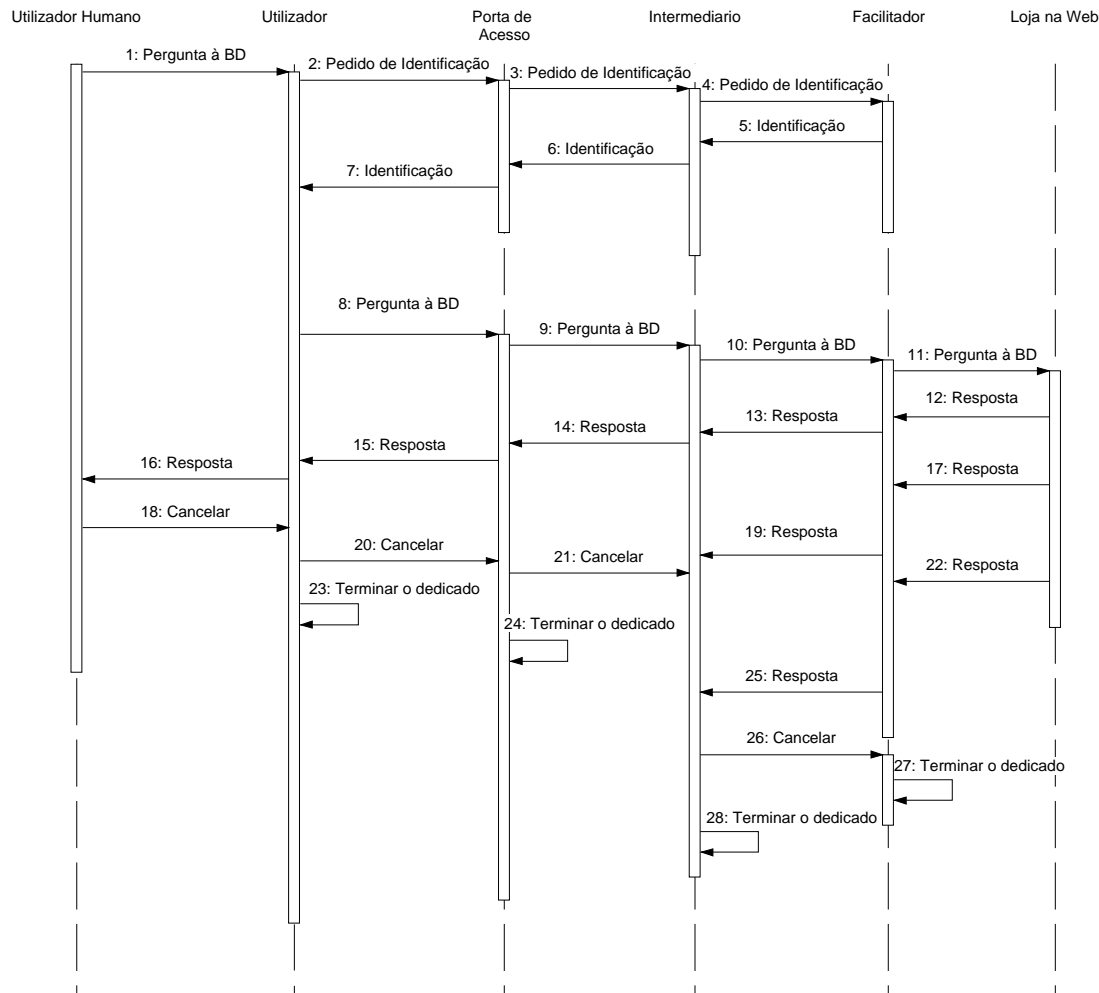 Utilizador Humano
Utilizador
Porta de
Acesso
Intermediario
Facilitador
Loja na Web
1: Pergunta à BD
2: Pedido de Identificação
3: Pedido de Identificação
4: Pedido de Identificação
5: Identificação
6: Identificação
7: Identificação
8: Pergunta à BD
9: Pergunta à BD
10: Pergunta à BD
11: Pergunta à BD
12: Resposta
13: Resposta
14: Resposta
15: Resposta
16: Resposta
17: Resposta
18: Cancelar
19: Resposta
20: Cancelar
21: Cancelar
22: Resposta
23: Terminar o dedicado
24: Terminar o dedicado
25: Resposta
26: Cancelar
27: Terminar o dedicado
28: Terminar o dedicado